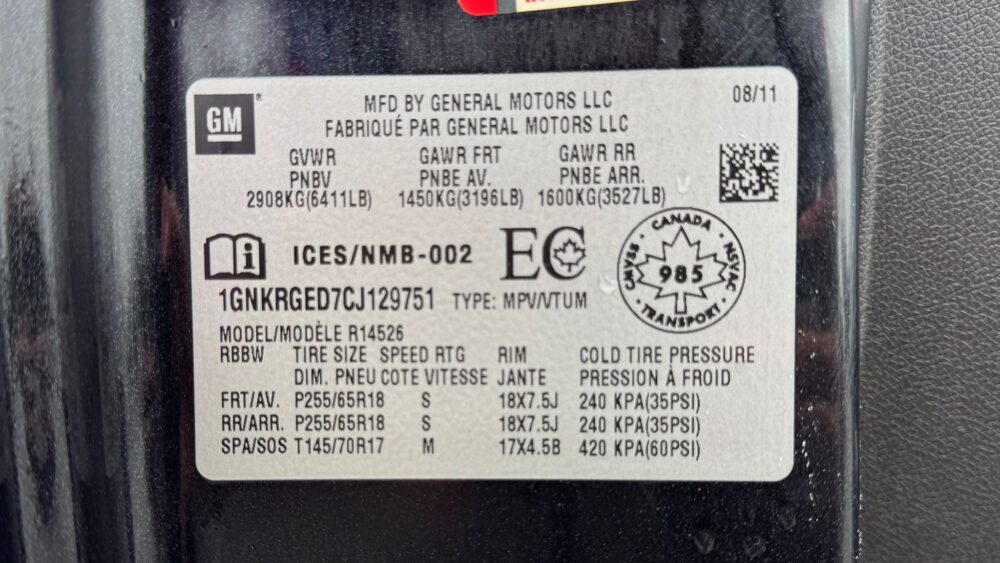 GM
MFD BY GENERAL MOTORS LLC
08/11
FABRIQUÉ PAR GENERAL MOTORS LLC
GVWR GAWR FRT GAWR RR
PNBV PNBE AV. PNBE ARR.
2908KG(6411LB) 1450KG(3196LB) 1600KG(3527LB)
ICES/NMB-002 EC
CANADA
CMVSS 985 NSVAC
TRANSPORT
1GNKRGED7CJ129751 TYPE: MPV/VTUM
MODEL/MODÈLE R14526
RBBW TIRE SIZE SPEED RTG RIM COLD TIRE PRESSURE
DIM. PNEU COTE VITESSE JANTE PRESSION À FROID
FRT/AV. P255/65R18 S 18X7.5J 240 KPA(35PSI)
RR/ARR. P255/65R18 S 18X7.5J 240 KPA(35PSI)
SPA/SOS T145/70R17 M 17X4.5B 420 KPA(60PSI)